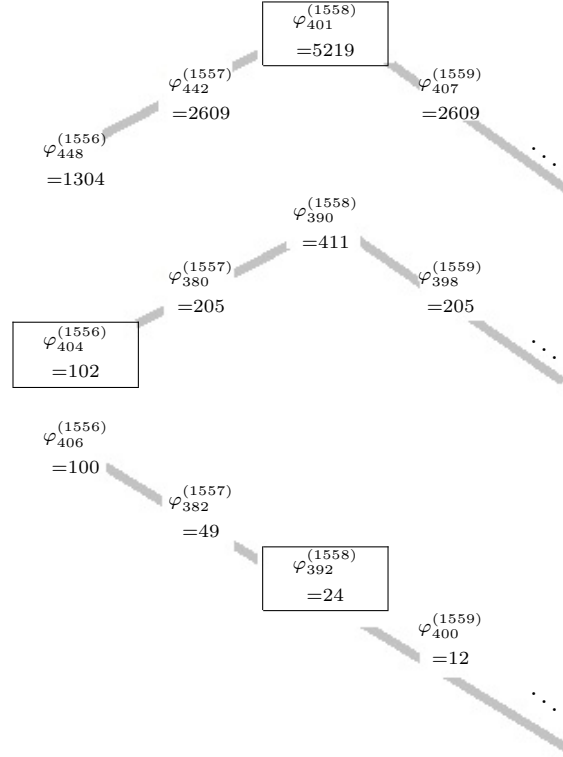 φ_{401}^{(1558)}
=5219
φ_{442}^{(1557)}
=2609
φ_{407}^{(1559)}
=2609
φ_{448}^{(1556)}
=1304
⋱
φ_{390}^{(1558)}
=411
φ_{380}^{(1557)}
=205
φ_{398}^{(1559)}
=205
φ_{404}^{(1556)}
=102
⋱
φ_{406}^{(1556)}
=100
φ_{382}^{(1557)}
=49
φ_{392}^{(1558)}
=24
φ_{400}^{(1559)}
=12
⋱